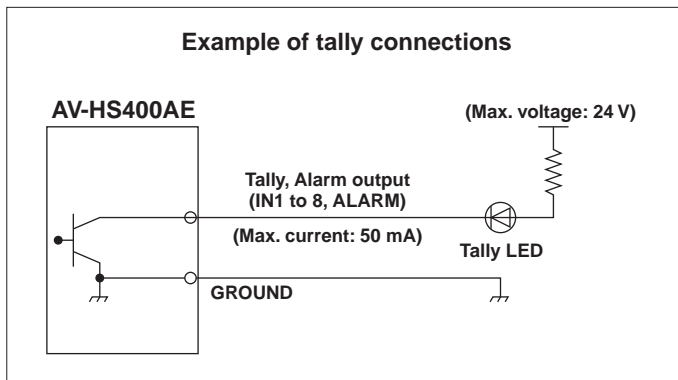 Example of tally connections
AV-HS400AE
(Max. voltage: 24 V)
Tally, Alarm output
(IN1 to 8, ALARM)
(Max. current: 50 mA)
Tally LED
GROUND